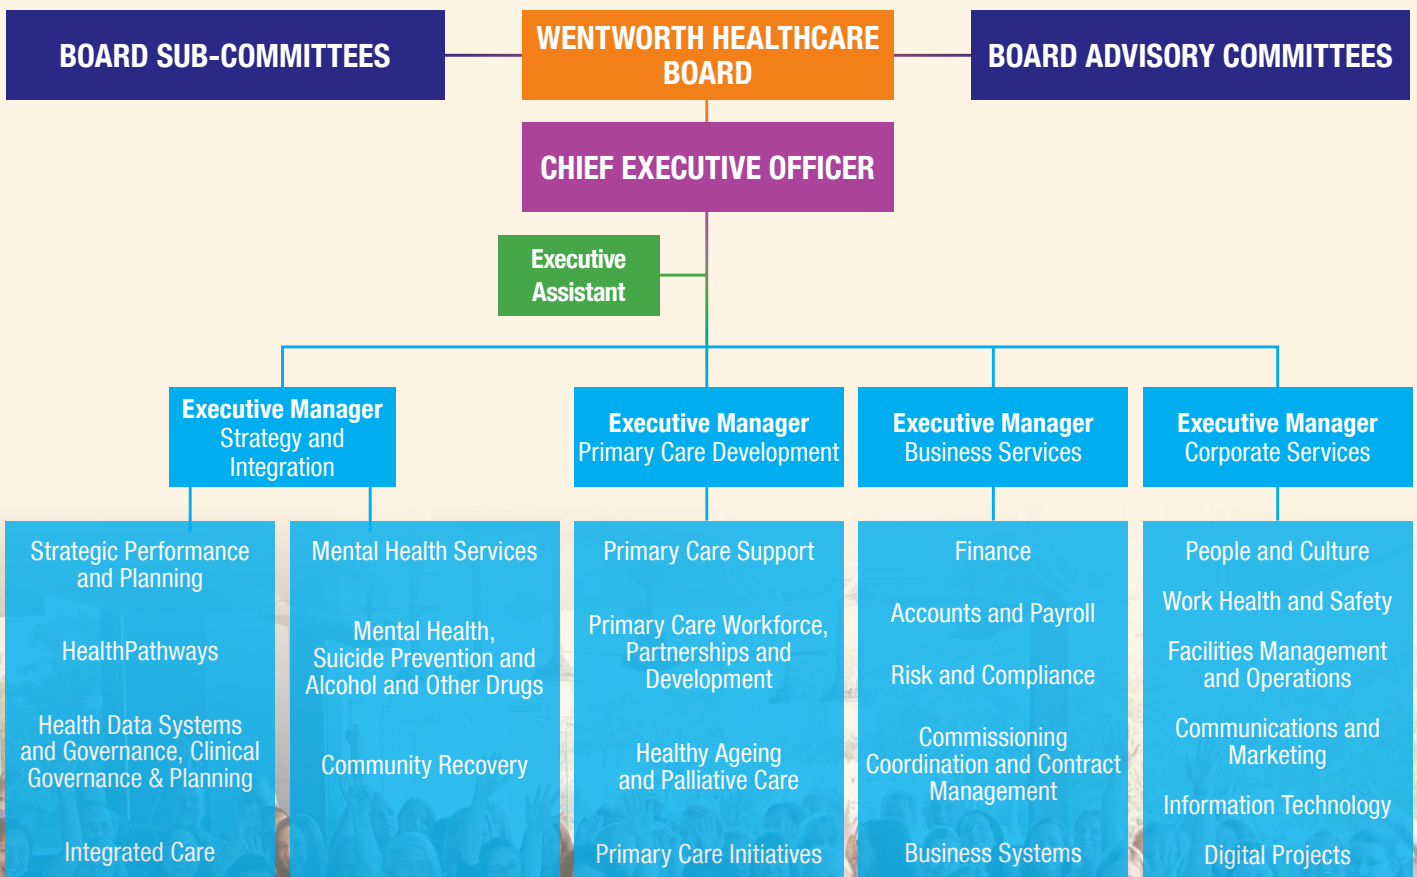 BOARD SUB-COMMITTEES
WENTWORTH HEALTHCARE
BOARD
BOARD ADVISORY COMMITTEES
CHIEF EXECUTIVE OFFICER
Executive
Assistant
Executive Manager
Strategy and
Integration
Executive Manager
Primary Care Development
Executive Manager
Business Services
Executive Manager
Corporate Services
Strategic Performance
and Planning
HealthPathways
Health Data Systems
and Governance, Clinical
Governance & Planning
Integrated Care
Mental Health Services
Mental Health,
Suicide Prevention and
Alcohol and Other Drugs
Community Recovery
Primary Care Support
Primary Care Workforce,
Partnerships and
Development
Healthy Ageing
and Palliative Care
Primary Care Initiatives
Finance
Accounts and Payroll
Risk and Compliance
Commissioning
Coordination and Contract
Management
Business Systems
People and Culture
Work Health and Safety
Facilities Management
and Operations
Communications and
Marketing
Information Technology
Digital Projects